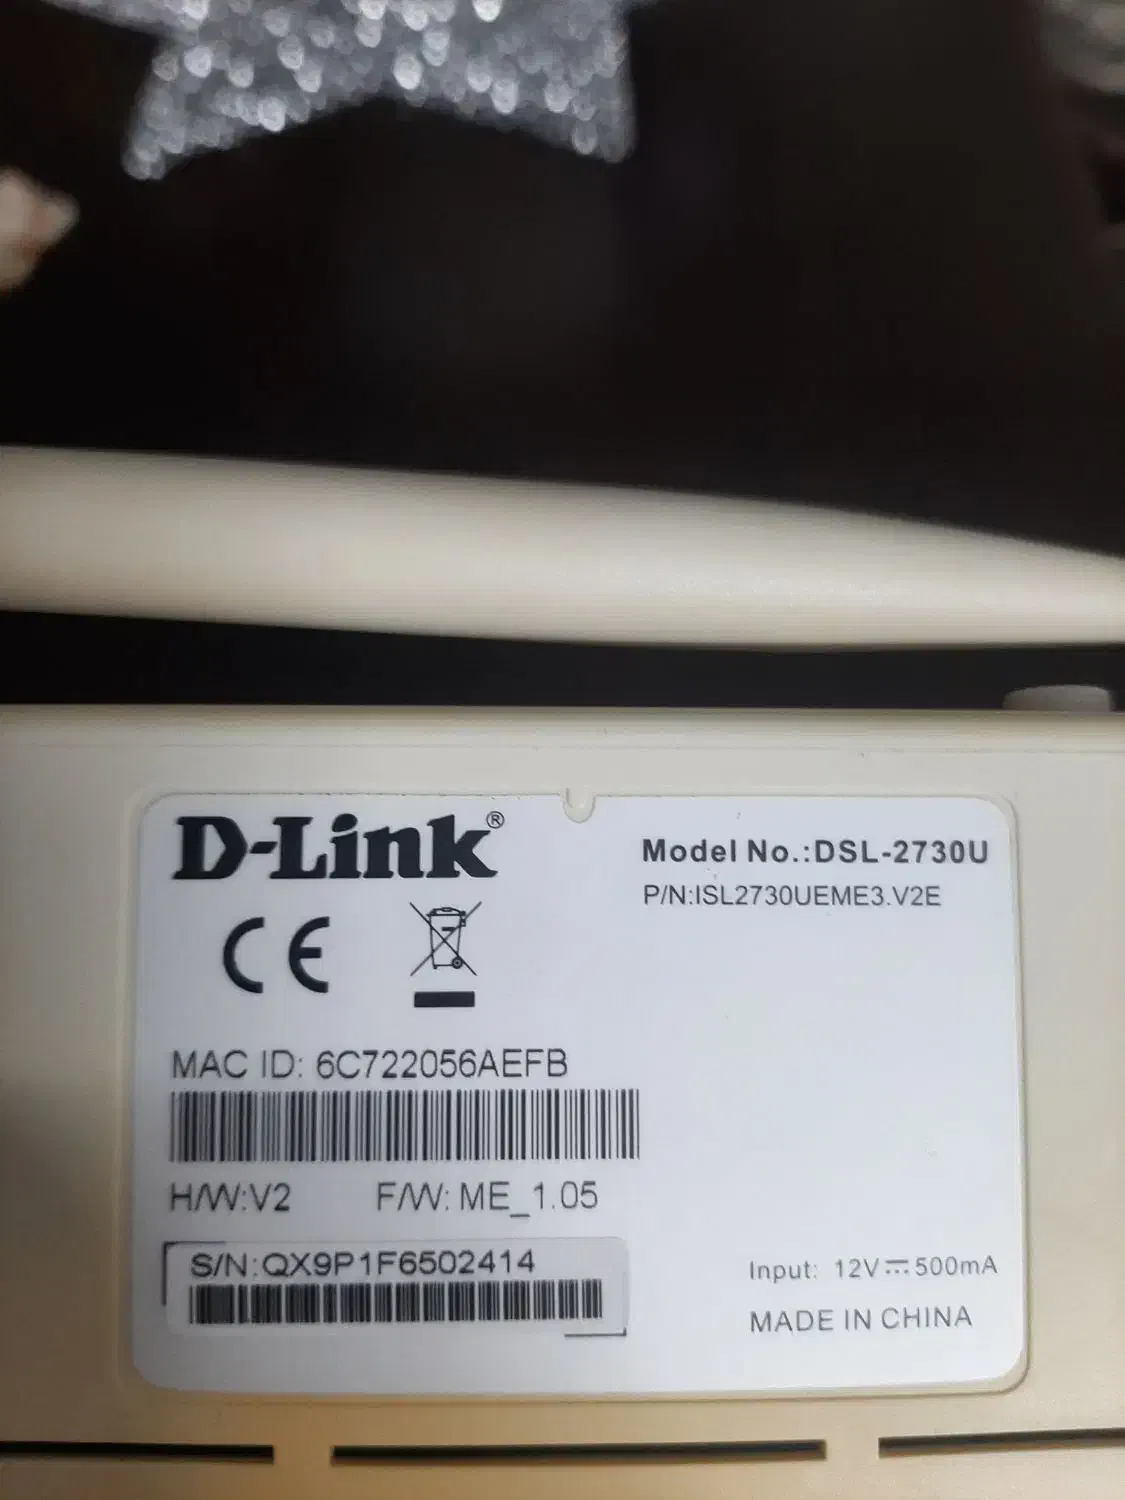 D-Link®
Model No.:DSL-2730U
P/N:ISL2730UEME3.V2E
CE
MAC ID: 6C722056AEFB
H/W:V2 F/W: ME_1.05
S/N:QX9P1F6502414
Input: 12V⎓500mA
MADE IN CHINA